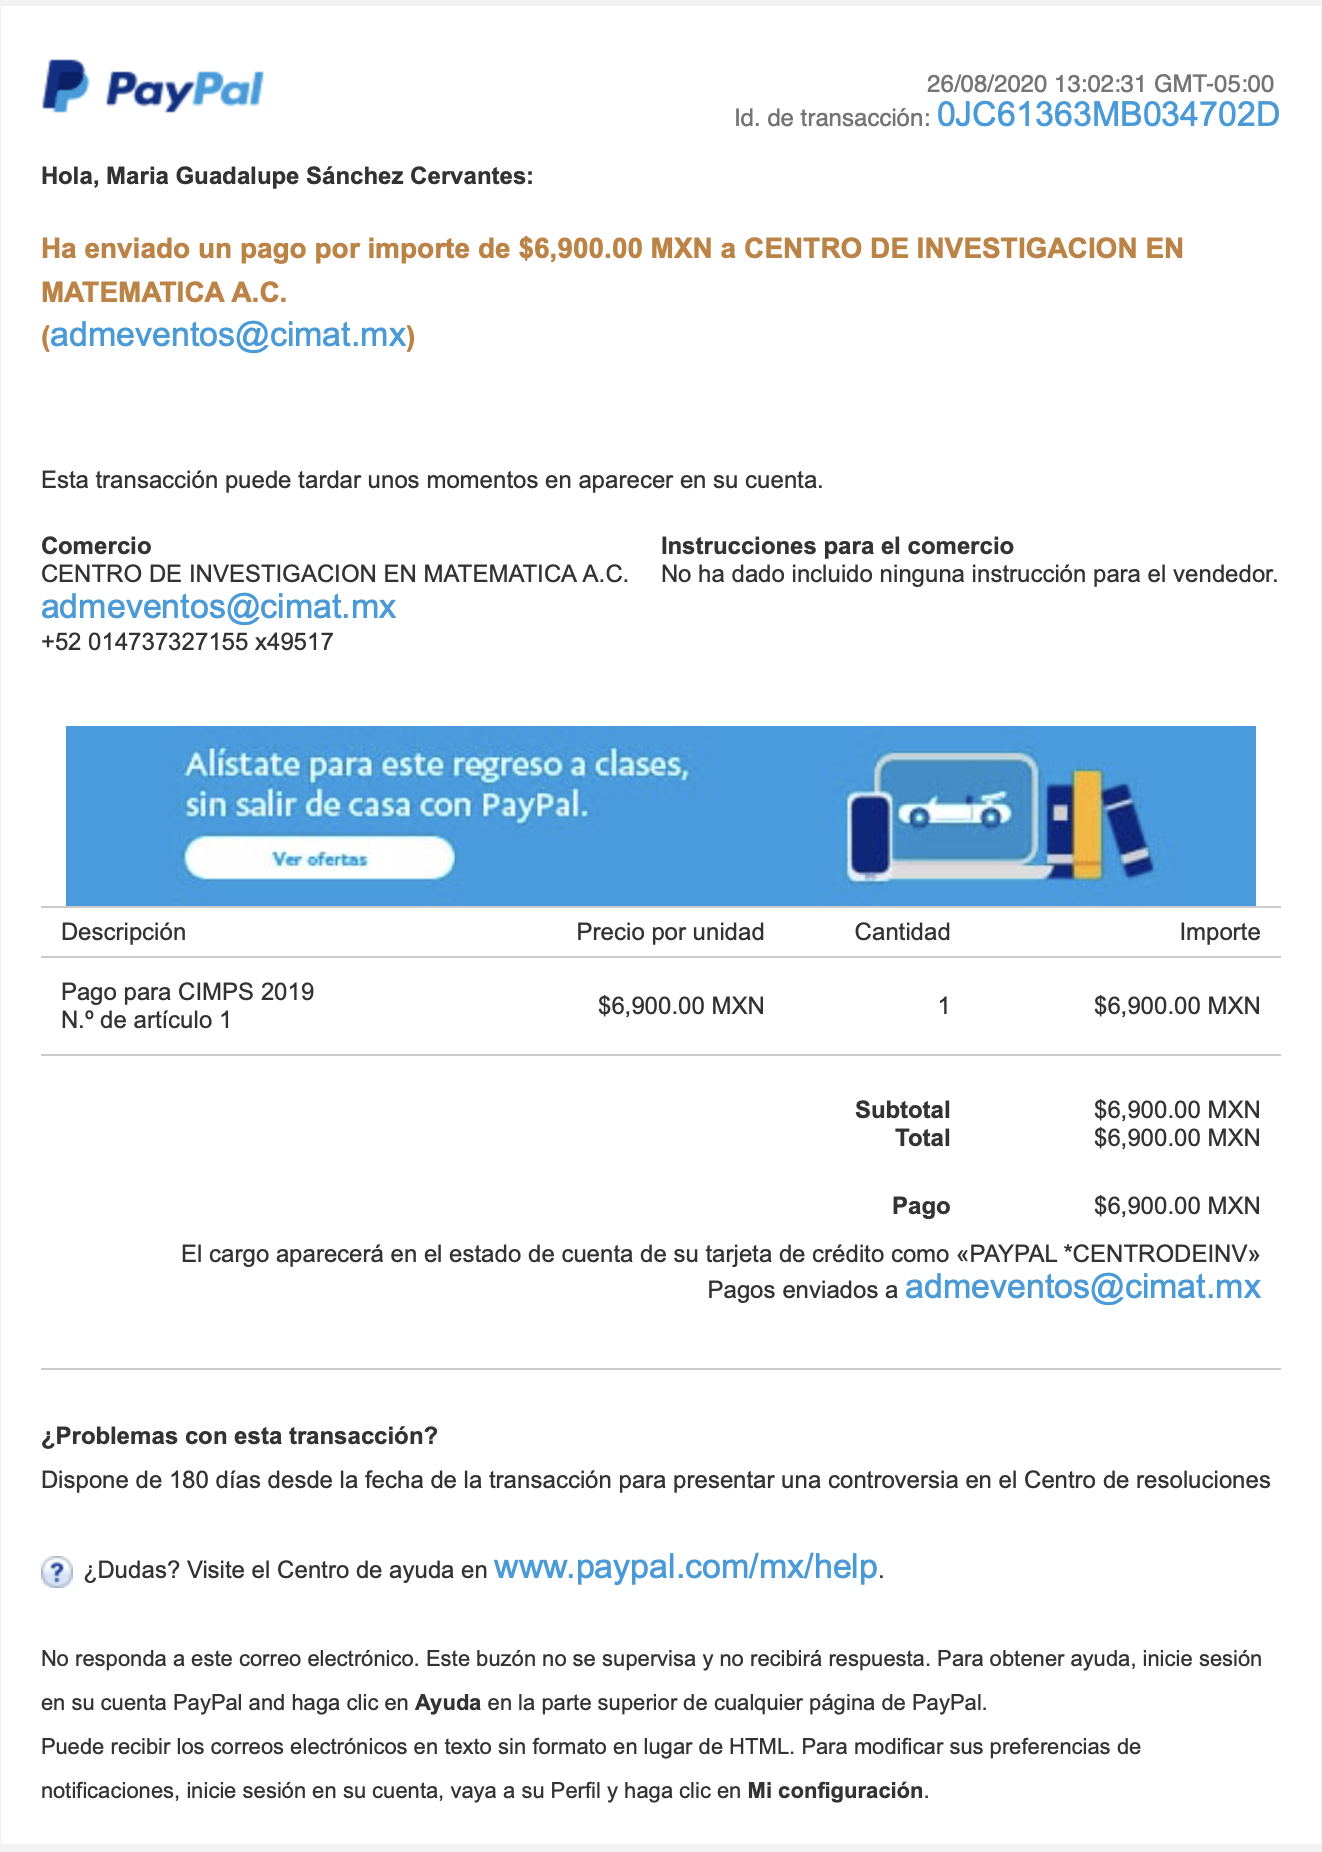 PayPal
26/08/2020 13:02:31 GMT-05:00
Id. de transacción: 0JC61363MB034702D
Hola, Maria Guadalupe Sánchez Cervantes:
Ha enviado un pago por importe de $6,900.00 MXN a CENTRO DE INVESTIGACION EN
MATEMATICA A.C.
(admeventos@cimat.mx)
Esta transacción puede tardar unos momentos en aparecer en su cuenta.
Comercio
CENTRO DE INVESTIGACION EN MATEMATICA A.C.
admeventos@cimat.mx
+52 014737327155 x49517
Instrucciones para el comercio
No ha dado incluido ninguna instrucción para el vendedor.
Alístate para este regreso a clases,
sin salir de casa con PayPal.
Ver ofertas
Descripción Precio por unidad Cantidad Importe
Pago para CIMPS 2019
N.º de artículo 1
$6,900.00 MXN 1 $6,900.00 MXN
Subtotal $6,900.00 MXN
Total $6,900.00 MXN
Pago $6,900.00 MXN
El cargo aparecerá en el estado de cuenta de su tarjeta de crédito como «PAYPAL *CENTRODEINV»
Pagos enviados a admeventos@cimat.mx
¿Problemas con esta transacción?
Dispone de 180 días desde la fecha de la transacción para presentar una controversia en el Centro de resoluciones
? ¿Dudas? Visite el Centro de ayuda en www.paypal.com/mx/help.
No responda a este correo electrónico. Este buzón no se supervisa y no recibirá respuesta. Para obtener ayuda, inicie sesión
en su cuenta PayPal and haga clic en Ayuda en la parte superior de cualquier página de PayPal.
Puede recibir los correos electrónicos en texto sin formato en lugar de HTML. Para modificar sus preferencias de
notificaciones, inicie sesión en su cuenta, vaya a su Perfil y haga clic en Mi configuración.